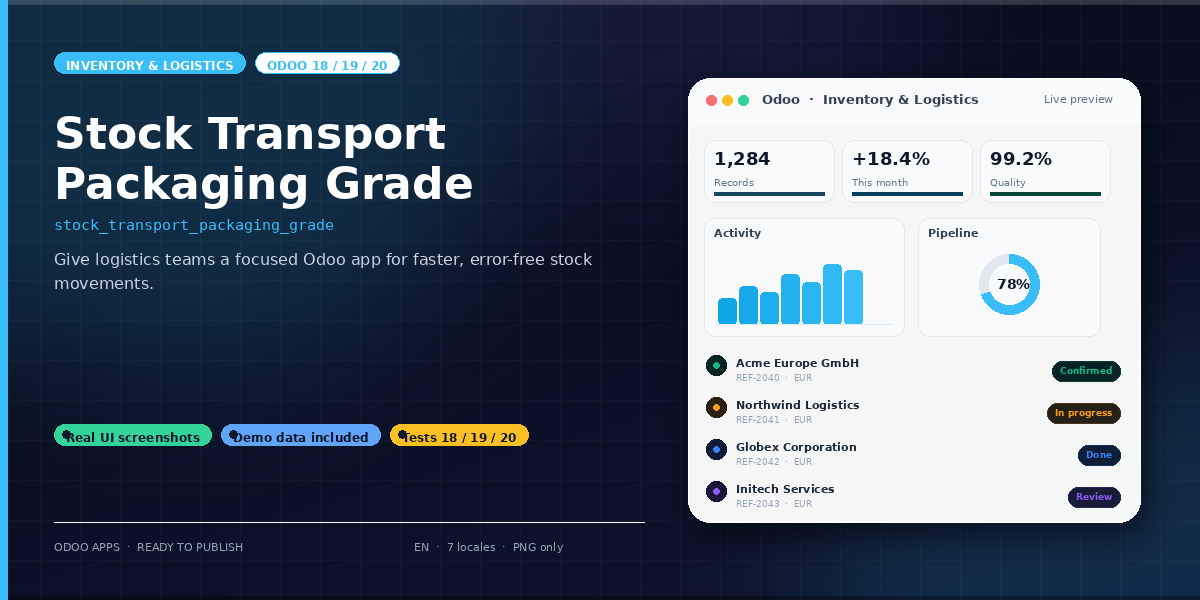 INVENTORY & LOGISTICS
ODOO 18 / 19 / 20
Stock Transport
Packaging Grade
stock_transport_packaging_grade
Give logistics teams a focused Odoo app for faster, error-free stock
movements.
Real UI screenshots
Demo data included
Tests 18 / 19 / 20
ODOO APPS · READY TO PUBLISH
EN · 7 locales · PNG only
Odoo · Inventory & Logistics
Live preview
1,284
Records
+18.4%
This month
99.2%
Quality
Activity
Pipeline
78%
Acme Europe GmbH
REF-2040 · EUR
Confirmed
Northwind Logistics
REF-2041 · EUR
In progress
Globex Corporation
REF-2042 · EUR
Done
Initech Services
REF-2043 · EUR
Review